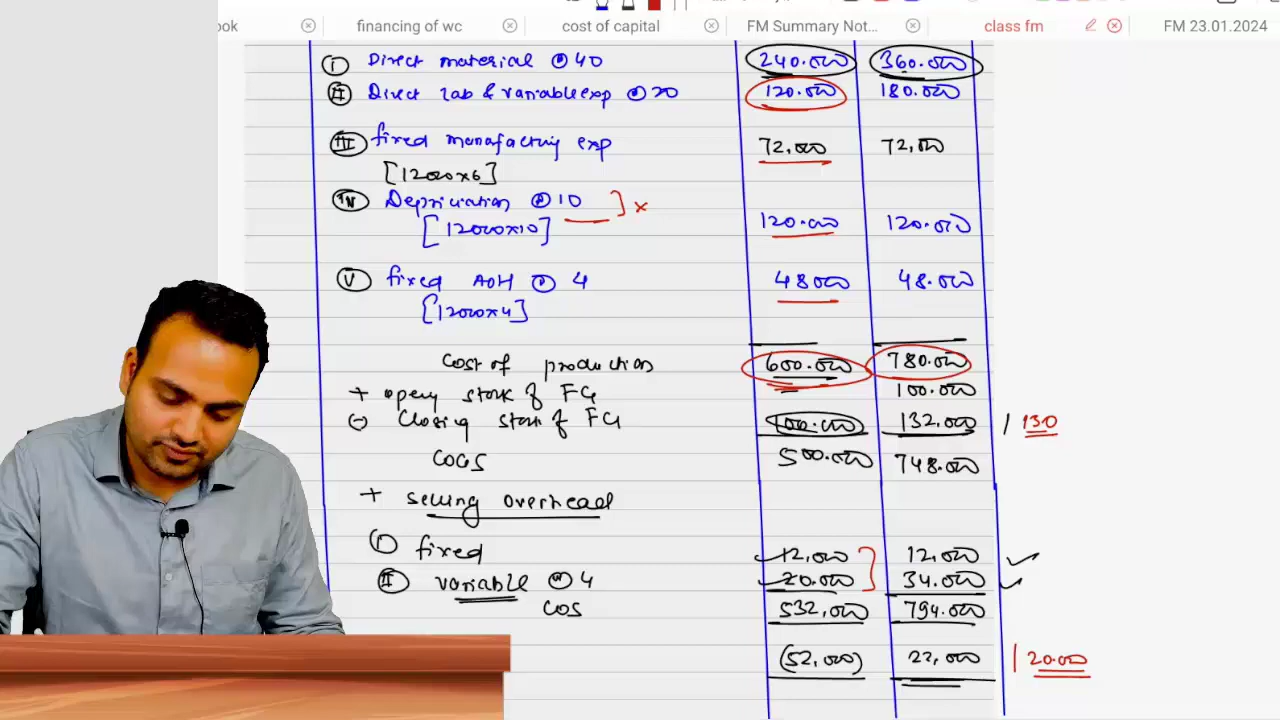 ook financing of wc cost of capital FM Summary Not... class fm FM 23.01.2024
I Direct material @ 40 240.000 360.000
II Direct lab & variable exp @ 20 120.000 180.000
III fixed manafacting exp 72,000 72,000
[12000x6]
IV Depriciation @ 10 ] x
[12000x10] 120.000 120.000
V fixed AOH @ 4 48000 48.000
[12000x4]
Cost of production 600.000 780.000
+ openy stock of FG 100.000
(-) Closing stock of FG 100.000 132,000 / 130
COGS 500.000 748.000
+ selling overhead
I fixed 12,000 12,000
II variable @ 4 20.000 34.000
COS 532,000 794.000
(52,000) 22,000 | 20.00